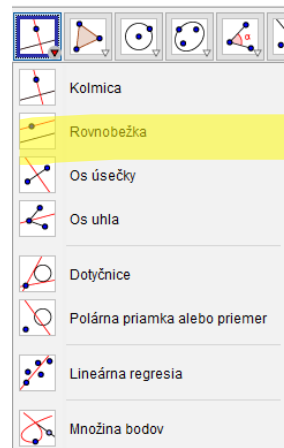 α
Kolmica
Rovnobežka
Os úsečky
Os uhla
Dotyčnice
Polárna priamka alebo priemer
Lineárna regresia
Množina bodov